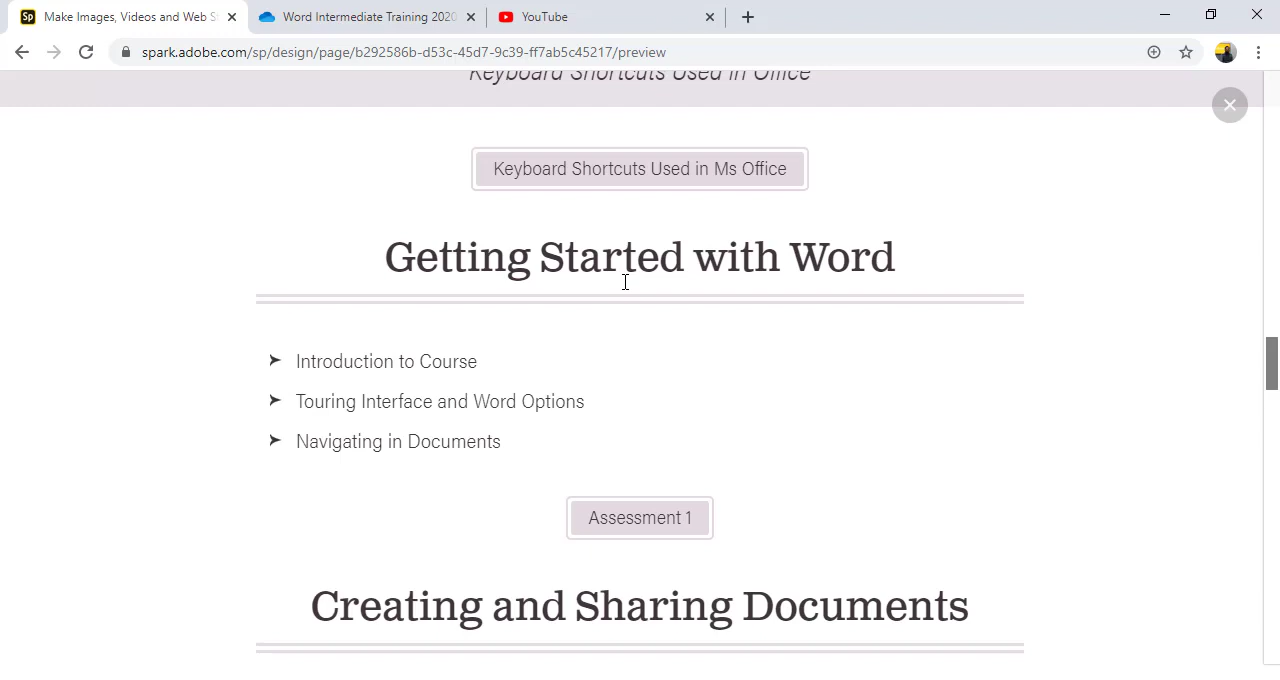 Sp Make Images, Videos and Web S
Word Intermediate Training 2020
YouTube
spark.adobe.com/sp/design/page/b292586b-d53c-45d7-9c39-ff7ab5c45217/preview
Keyboard Shortcuts Used in Office
Keyboard Shortcuts Used in Ms Office
Getting Started with Word
➤ Introduction to Course
➤ Touring Interface and Word Options
➤ Navigating in Documents
Assessment 1
Creating and Sharing Documents